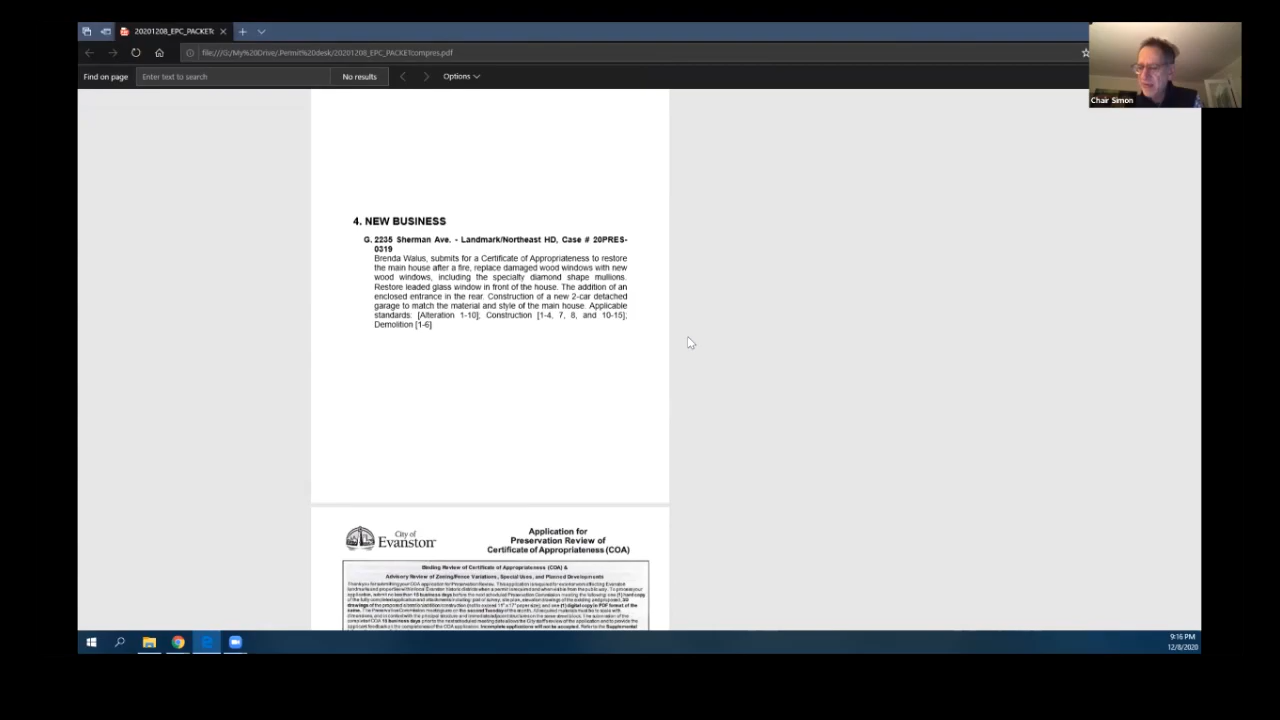 20201208_EPC_PACKETc
file:///G:/My%20Drive/.Permit%20desk/20201208_EPC_PACKETcompres.pdf
Find on page
Enter text to search
No results
Options
Chair Simon
4. NEW BUSINESS
G. 2235 Sherman Ave. - Landmark/Northeast HD, Case # 20PRES-
0319
Brenda Walus, submits for a Certificate of Appropriateness to restore
the main house after a fire, replace damaged wood windows with new
wood windows, including the specialty diamond shape mullions.
Restore leaded glass window in front of the house. The addition of an
enclosed entrance in the rear. Construction of a new 2-car detached
garage to match the material and style of the main house. Applicable
standards: [Alteration 1-10]; Construction [1-4, 7, 8, and 10-15];
Demolition [1-6]
City of
Evanston
Application for
Preservation Review of
Certificate of Appropriateness (COA)
Binding Review of Certificate of Appropriateness (COA) &
Advisory Review of Zoning/Fence Variations, Special Uses, and Planned Developments
9:16 PM
12/8/2020